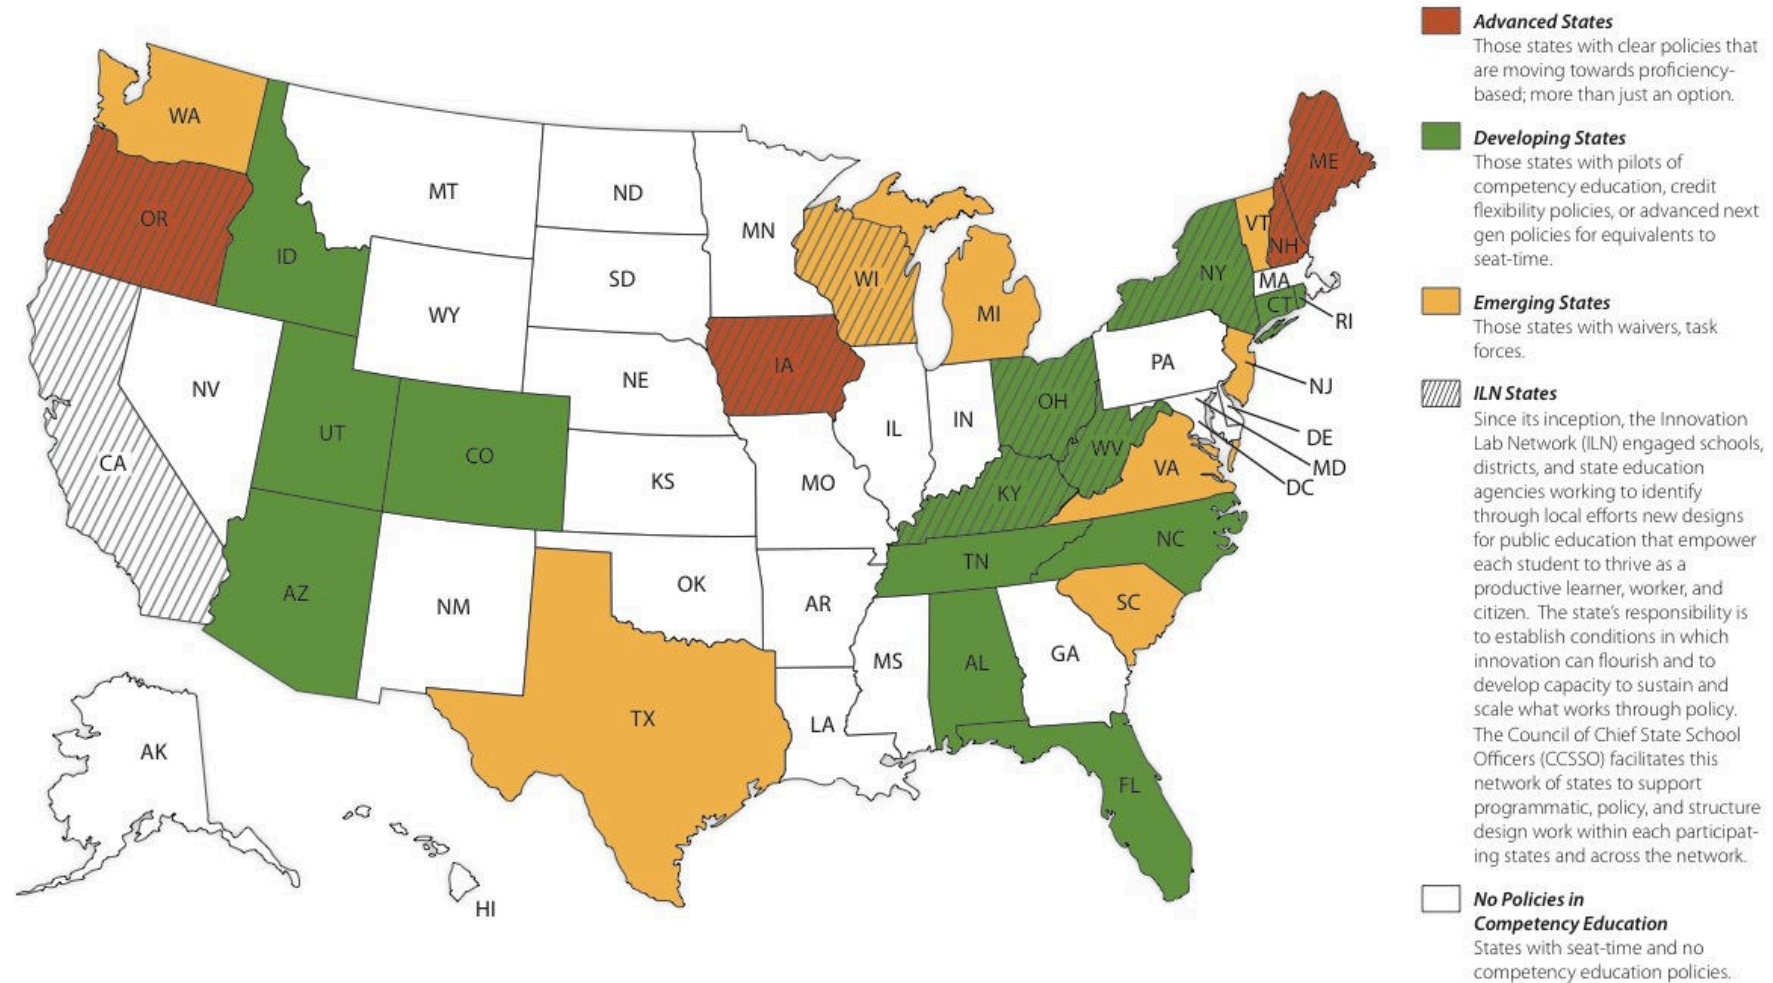 WA
OR
ID
MT
ND
MN
SD
WY
NE
IA
WI
MI
NV
UT
CO
CA
AZ
NM
KS
OK
TX
MO
AR
LA
IL
IN
OH
KY
WV
TN
MS
AL
GA
FL
SC
NC
VA
PA
NY
VT
NH
ME
MA
CT
RI
NJ
DE
MD
DC
AK
HI
Advanced States
Those states with clear policies that
are moving towards proficiency-
based; more than just an option.
Developing States
Those states with pilots of
competency education, credit
flexibility policies, or advanced next
gen policies for equivalents to
seat-time.
Emerging States
Those states with waivers, task
forces.
ILN States
Since its inception, the Innovation
Lab Network (ILN) engaged schools,
districts, and state education
agencies working to identify
through local efforts new designs
for public education that empower
each student to thrive as a
productive learner, worker, and
citizen. The state's responsibility is
to establish conditions in which
innovation can flourish and to
develop capacity to sustain and
scale what works through policy.
The Council of Chief State School
Officers (CCSSO) facilitates this
network of states to support
programmatic, policy, and structure
design work within each participat-
ing states and across the network.
No Policies in
Competency Education
States with seat-time and no
competency education policies.